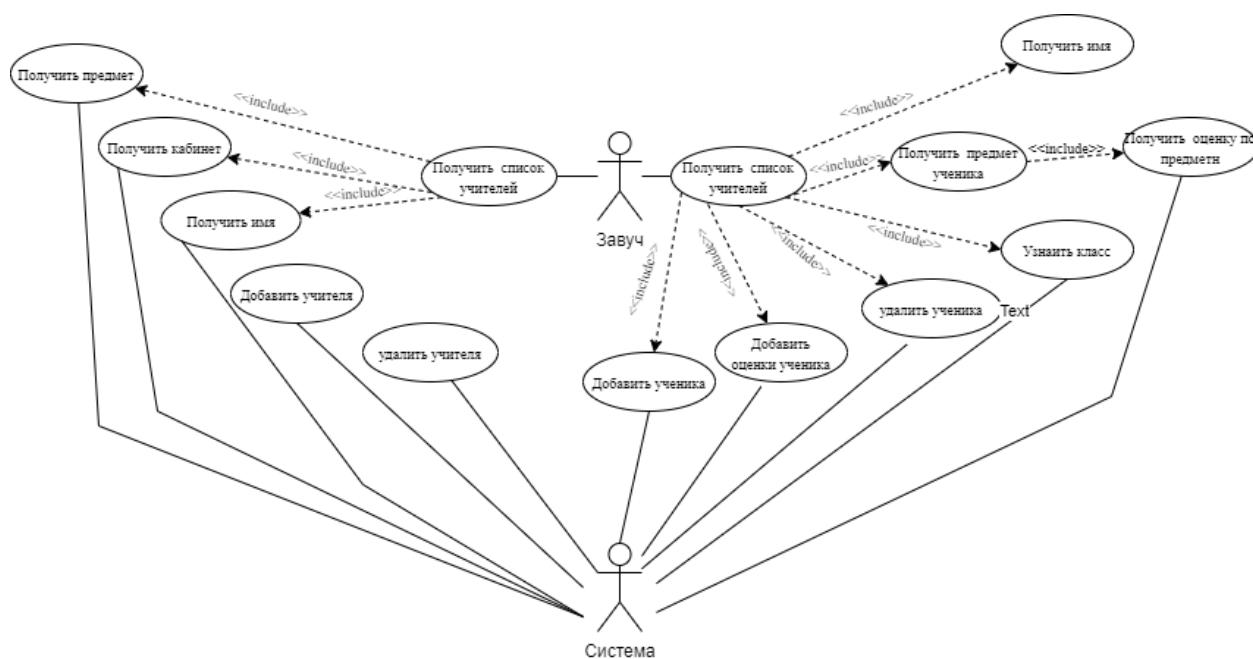 Получить имя
Получить предмет
<<include>>
<<include>>
Получить оценку по
предметн
<<include>>
Получить кабинет
<<include>>
<<include>>
Получить предмет
ученика
Получить список
учителей
Получить список
учителей
<<include>>
Получить имя
Завуч
<<include>>
<<include>>
<<include>>
<<include>>
Узнаить класс
Добавить учителя
удалить ученика
Text
удалить учителя
Добавить
оценки ученика
Добавить ученика
Система